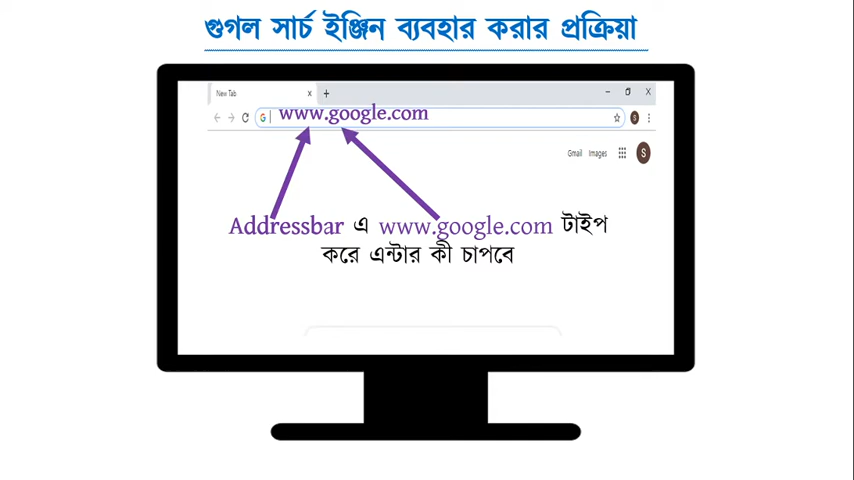 গুগল সার্চ ইঞ্জিন ব্যবহার করার প্রক্রিয়া
New Tab
www.google.com
Gmail Images
S
Addressbar এ www.google.com টাইপ
করে এন্টার কী চাপবে